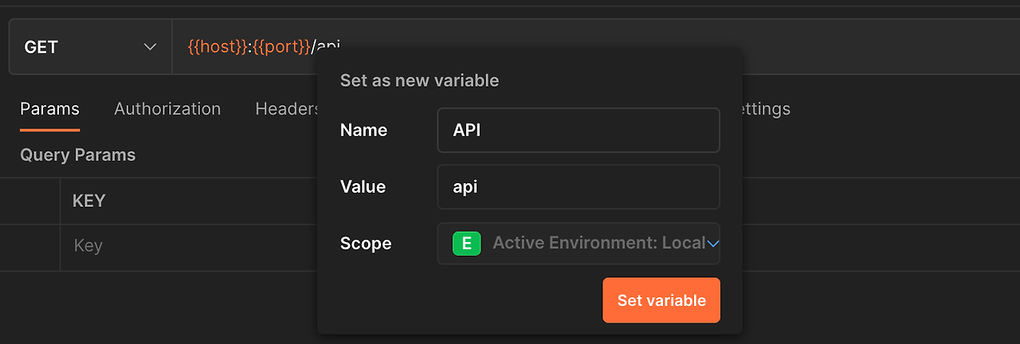 GET {{host}}:{{port}}/api
Set as new variable
Params Authorization Headers ettings
Name API
Query Params
Value api
KEY
Scope E Active Environment: Local
Key
Set variable